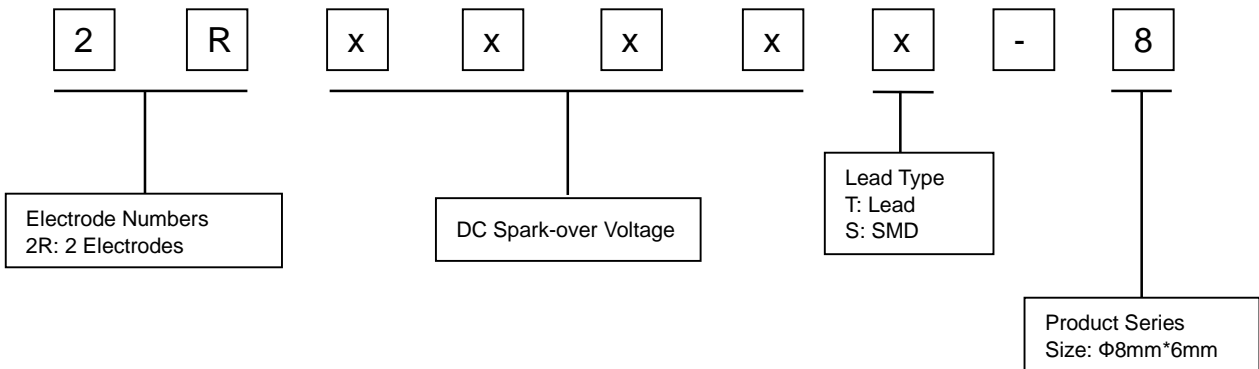 2 R x x x x x - 8
Electrode Numbers
2R: 2 Electrodes
DC Spark-over Voltage
Lead Type
T: Lead
S: SMD
Product Series
Size: Φ8mm*6mm